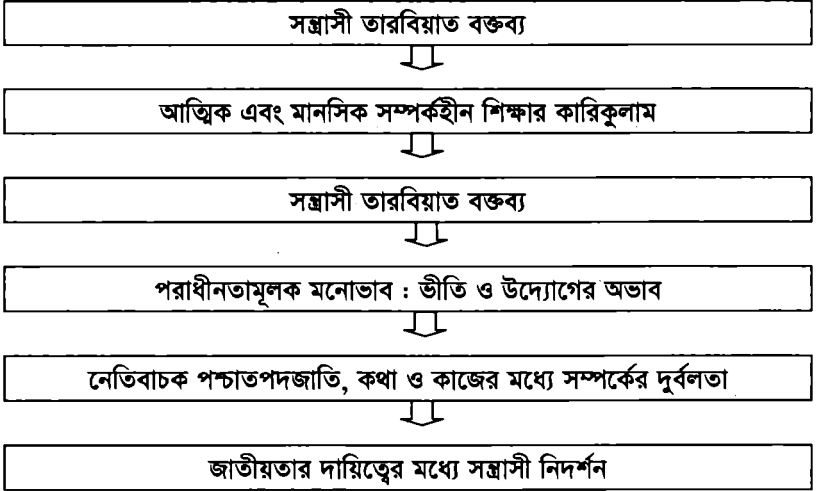 সন্ত্রাসী তারবিয়াত বক্তব্য
আত্মিক এবং মানসিক সম্পর্কহীন শিক্ষার কারিকুলাম
সন্ত্রাসী তারবিয়াত বক্তব্য
পরাধীনতামূলক মনোভাব : ভীতি ও উদ্যোগের অভাব
নেতিবাচক পশ্চাতপদজাতি, কথা ও কাজের মধ্যে সম্পর্কের দুর্বলতা
জাতীয়তার দায়িত্বের মধ্যে সন্ত্রাসী নিদর্শন